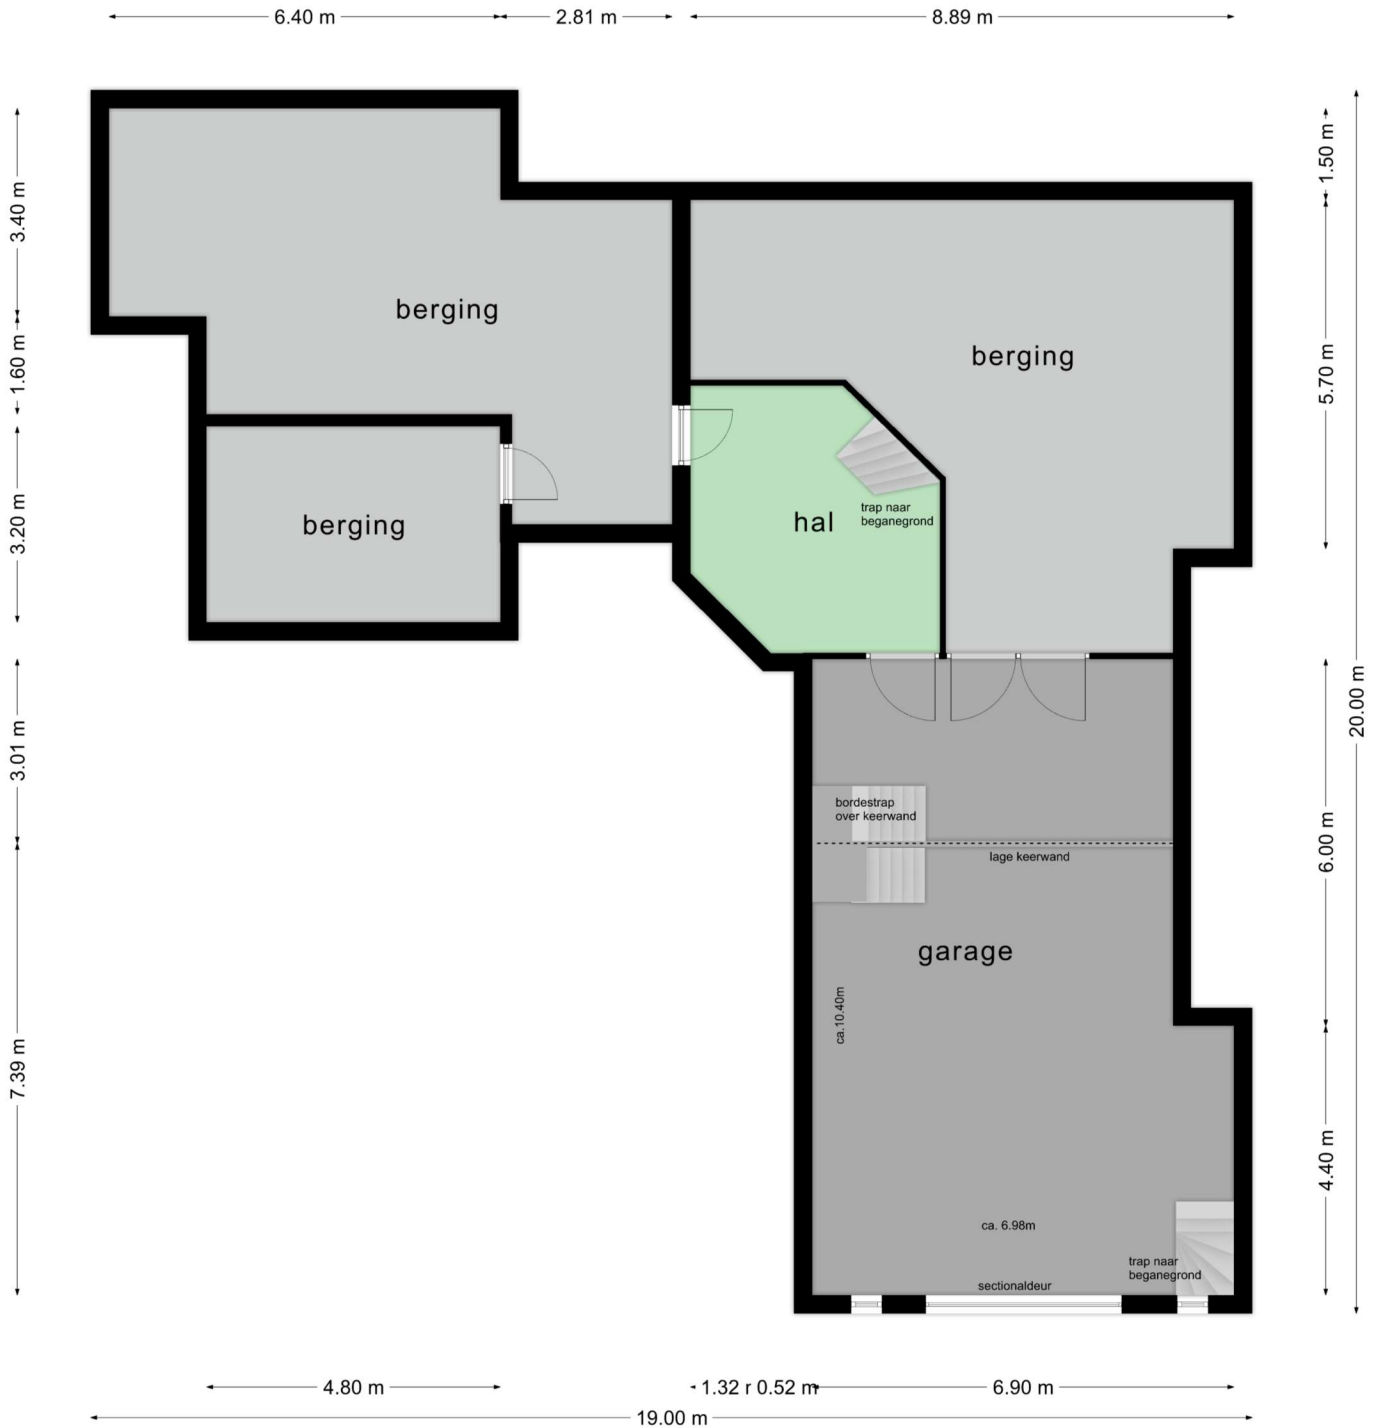 6.40 m
2.81 m
8.89 m
3.40 m
1.60 m
3.20 m
3.01 m
7.39 m
1.50 m
5.70 m
6.00 m
4.40 m
20.00 m
berging
berging
berging
hal
trap naar
beganegrond
bordestrap
over keerwand
lage keerwand
garage
ca.10.40m
ca. 6.98m
trap naar
beganegrond
sectionaldeur
4.80 m
1.32 r 0.52 m
6.90 m
19.00 m